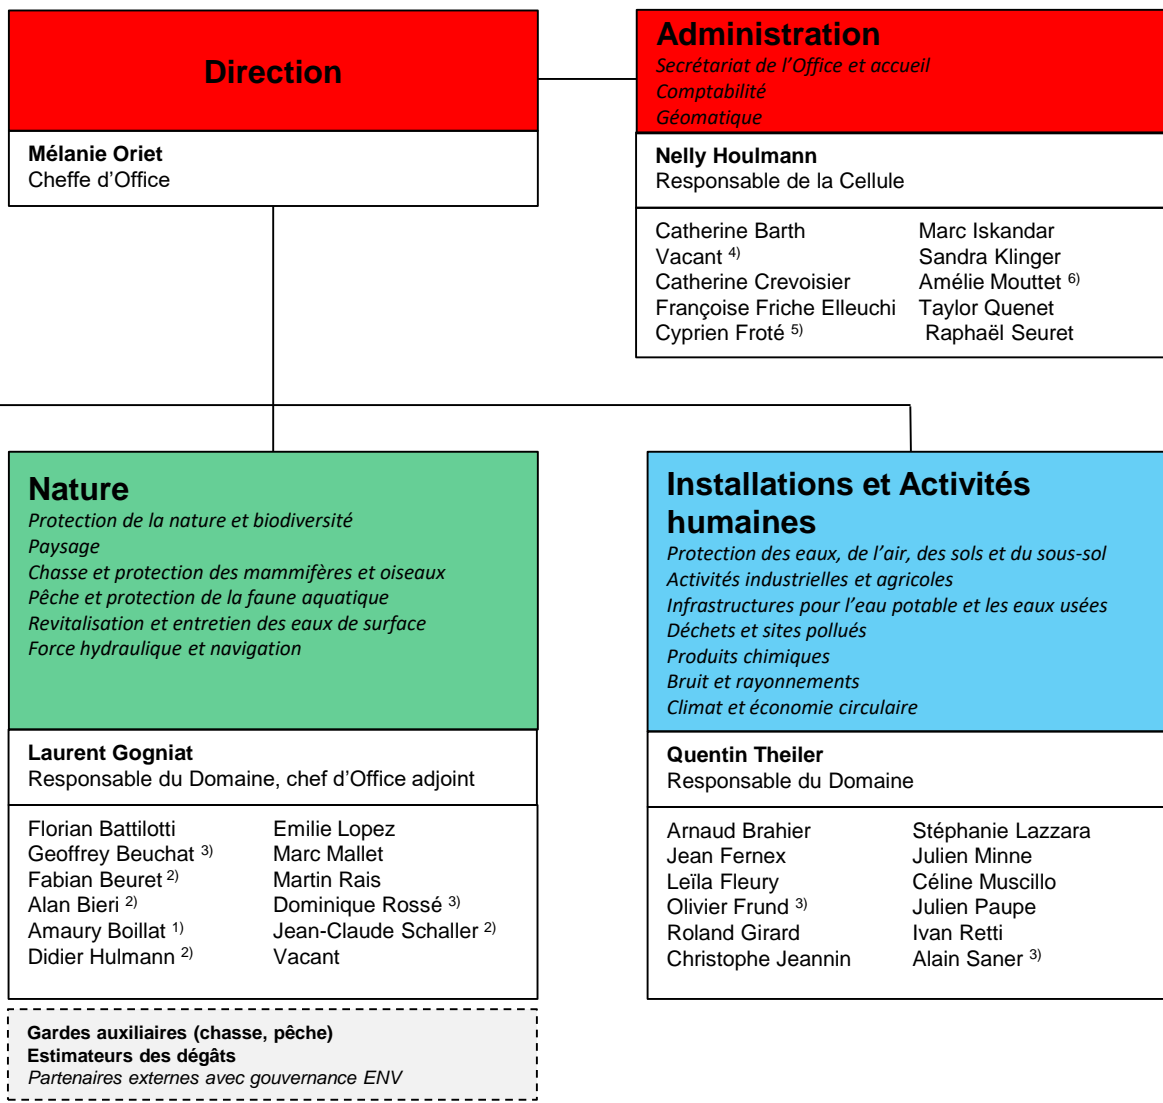 Direction
Mélanie Oriet
Cheffe d’Office
Administration
Secrétariat de l’Office et accueil
Comptabilité
Géomatique
Nelly Houlmann
Responsable de la Cellule
Catherine Barth
Vacant 4)
Catherine Crevoisier
Françoise Friche Elleuchi
Cyprien Froté 5)
Marc Iskandar
Sandra Klinger
Amélie Mouttet 6)
Taylor Quenet
Raphaël Seuret
Nature
Protection de la nature et biodiversité
Paysage
Chasse et protection des mammifères et oiseaux
Pêche et protection de la faune aquatique
Revitalisation et entretien des eaux de surface
Force hydraulique et navigation
Laurent Gogniat
Responsable du Domaine, chef d’Office adjoint
Florian Battilotti
Geoffrey Beuchat 3)
Fabian Beuret 2)
Alan Bieri 2)
Amaury Boillat 1)
Didier Hulmann 2)
Emilie Lopez
Marc Mallet
Martin Rais
Dominique Rossé 3)
Jean-Claude Schaller 2)
Vacant
Gardes auxiliaires (chasse, pêche)
Estimateurs des dégâts
Partenaires externes avec gouvernance ENV
Installations et Activités
humaines
Protection des eaux, de l’air, des sols et du sous-sol
Activités industrielles et agricoles
Infrastructures pour l’eau potable et les eaux usées
Déchets et sites pollués
Produits chimiques
Bruit et rayonnements
Climat et économie circulaire
Quentin Theiler
Responsable du Domaine
Arnaud Brahier
Jean Fernex
Leïla Fleury
Olivier Frund 3)
Roland Girard
Christophe Jeannin
Stéphanie Lazzara
Julien Minne
Céline Muscillo
Julien Paupe
Ivan Retti
Alain Saner 3)